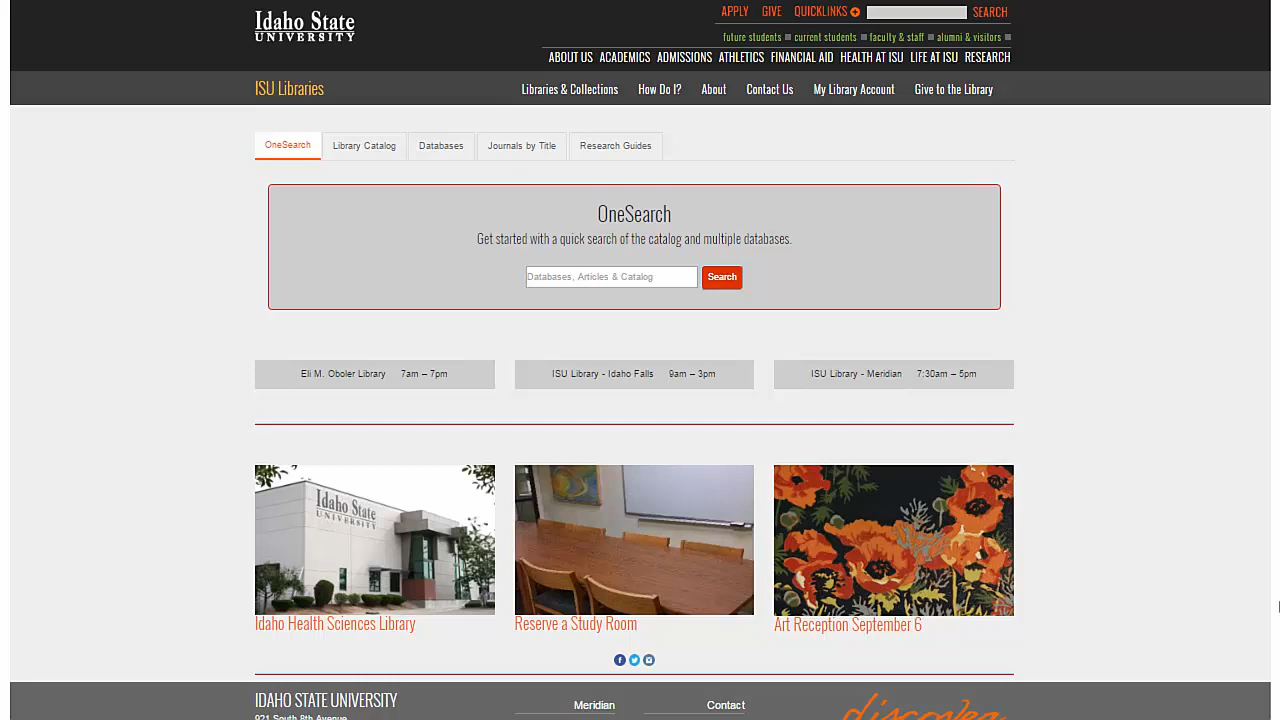 Idaho State
UNIVERSITY
APPLY GIVE QUICKLINKS SEARCH
future students current students faculty & staff alumni & visitors
ABOUT US ACADEMICS ADMISSIONS ATHLETICS FINANCIAL AID HEALTH AT ISU LIFE AT ISU RESEARCH
ISU Libraries
Libraries & Collections How Do I? About Contact Us My Library Account Give to the Library
OneSearch Library Catalog Databases Journals by Title Research Guides
OneSearch
Get started with a quick search of the catalog and multiple databases.
Databases, Articles & Catalog Search
Eli M. Oboler Library 7am – 7pm
ISU Library - Idaho Falls 9am – 3pm
ISU Library - Meridian 7:30am – 5pm
Idaho State
UNIVERSITY
Idaho Health Sciences Library
Reserve a Study Room
Art Reception September 6
IDAHO STATE UNIVERSITY
921 South 8th Avenue
Meridian
Contact
discover